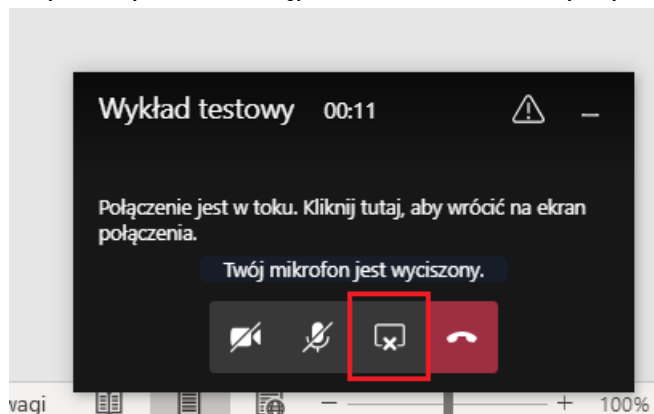 Wykład testowy 00:11
Połączenie jest w toku. Kliknij tutaj, aby wrócić na ekran
połączenia.
Twój mikrofon jest wyciszony.
wagi
100%